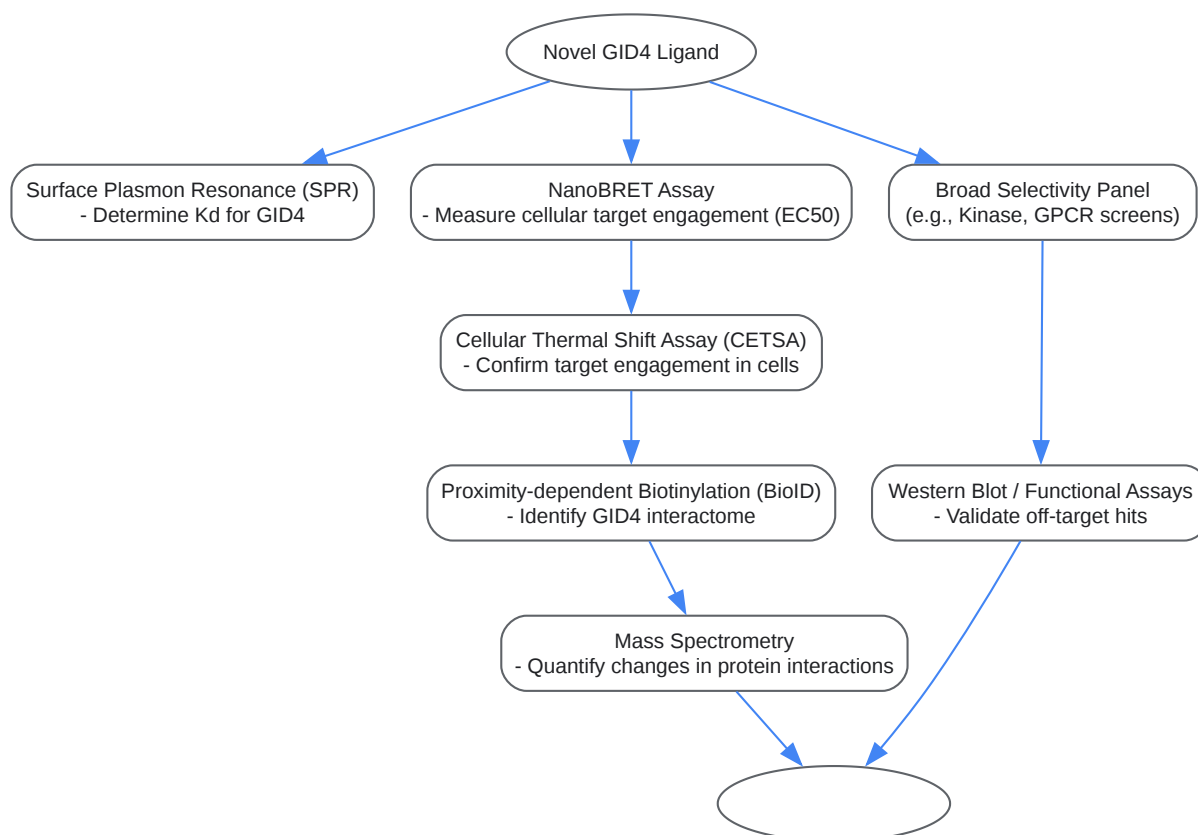 Novel GID4 Ligand
Surface Plasmon Resonance (SPR)
- Determine Kd for GID4
NanoBRET Assay
- Measure cellular target engagement (EC50)
Broad Selectivity Panel
(e.g., Kinase, GPCR screens)
Cellular Thermal Shift Assay (CETSA)
- Confirm target engagement in cells
Proximity-dependent Biotinylation (BioID)
- Identify GID4 interactome
Western Blot / Functional Assays
- Validate off-target hits
Mass Spectrometry
- Quantify changes in protein interactions